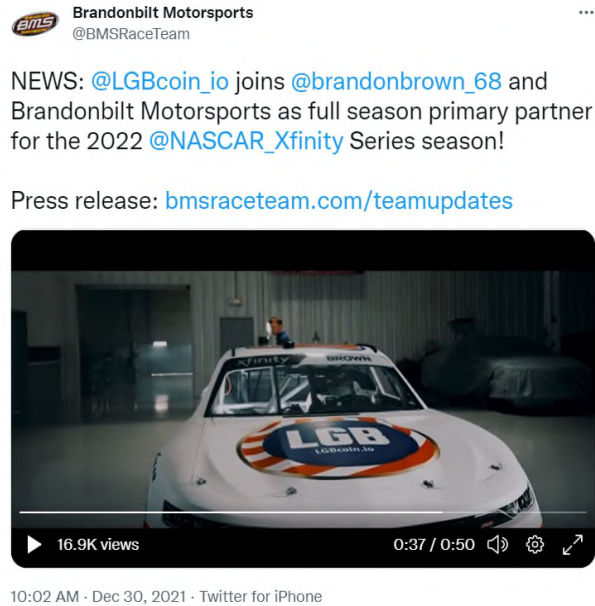 BMS
Brandonbilt Motorsports
@BMSRaceTeam
NEWS: @LGBcoin_io joins @brandonbrown_68 and
Brandonbilt Motorsports as full season primary partner
for the 2022 @NASCAR_Xfinity Series season!
Press release: bmsraceteam.com/teamupdates
xfinity
BROWN
LGB
LGBcoin.io
16.9K views
0:37 / 0:50
10:02 AM · Dec 30, 2021 · Twitter for iPhone